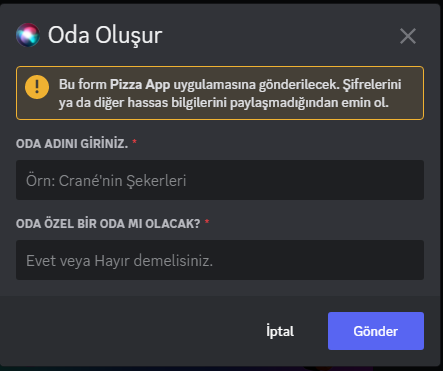 Oda Oluşur
Bu form Pizza App uygulamasına gönderilecek. Şifrelerini
ya da diğer hassas bilgilerini paylaşmadığından emin ol.
ODA ADINI GİRİNİZ. *
Örn: Crané'nin Şekerleri
ODA ÖZEL BİR ODA MI OLACAK? *
Evet veya Hayır demelisiniz.
İptal
Gönder